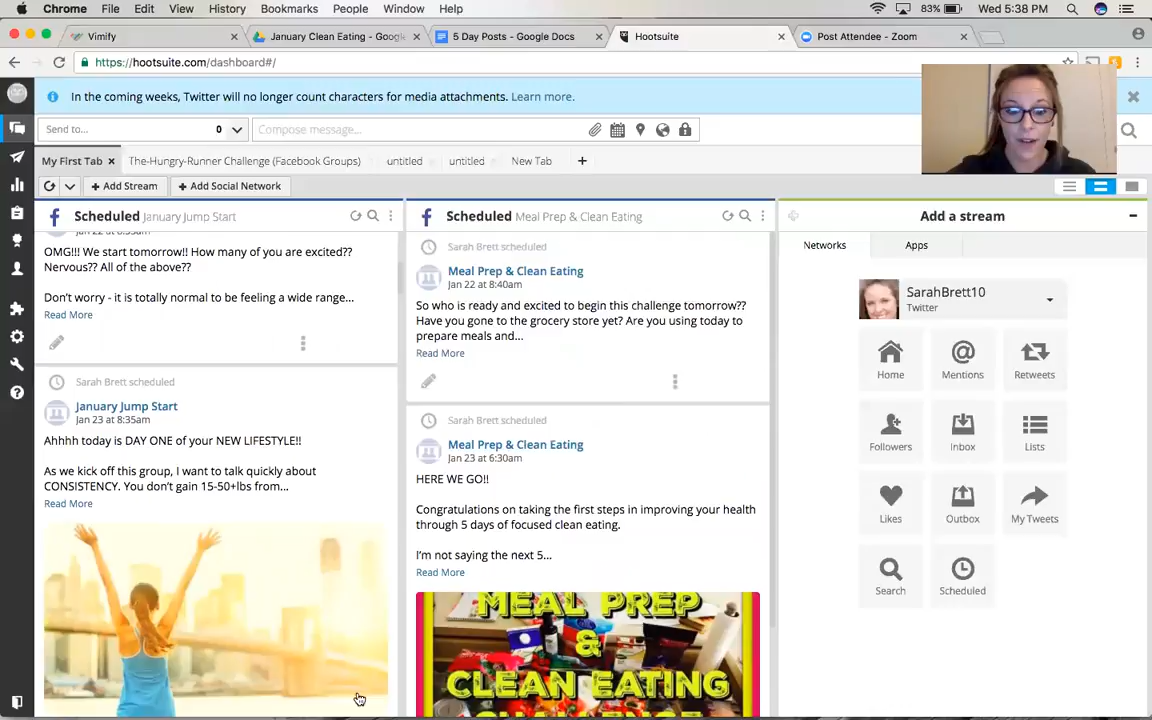 Chrome File Edit View History Bookmarks People Window Help 83% Wed 5:38 PM
Vimify January Clean Eating - Googl 5 Day Posts - Google Docs Hootsuite Post Attendee - Zoom
https://hootsuite.com/dashboard#/
In the coming weeks, Twitter will no longer count characters for media attachments. Learn more.
Send to... 0 Compose message...
My First Tab The-Hungry-Runner Challenge (Facebook Groups) untitled untitled New Tab
Add Stream Add Social Network
Scheduled January Jump Start
OMG!!! We start tomorrow!! How many of you are excited??
Nervous?? All of the above??
Don't worry - it is totally normal to be feeling a wide range...
Read More
Sarah Brett scheduled
January Jump Start
Jan 23 at 8:35am
Ahhhh today is DAY ONE of your NEW LIFESTYLE!!
As we kick off this group, I want to talk quickly about
CONSISTENCY. You don't gain 15-50+lbs from...
Read More
Scheduled Meal Prep & Clean Eating
Sarah Brett scheduled
Meal Prep & Clean Eating
Jan 22 at 8:40am
So who is ready and excited to begin this challenge tomorrow??
Have you gone to the grocery store yet? Are you using today to
prepare meals and...
Read More
Sarah Brett scheduled
Meal Prep & Clean Eating
Jan 23 at 6:30am
HERE WE GO!!
Congratulations on taking the first steps in improving your health
through 5 days of focused clean eating.
I'm not saying the next 5...
Read More
MEAL PREP
&
CLEAN EATING
Add a stream
Networks Apps
SarahBrett10
Twitter
Home Mentions Retweets
Followers Inbox Lists
Likes Outbox My Tweets
Search Scheduled